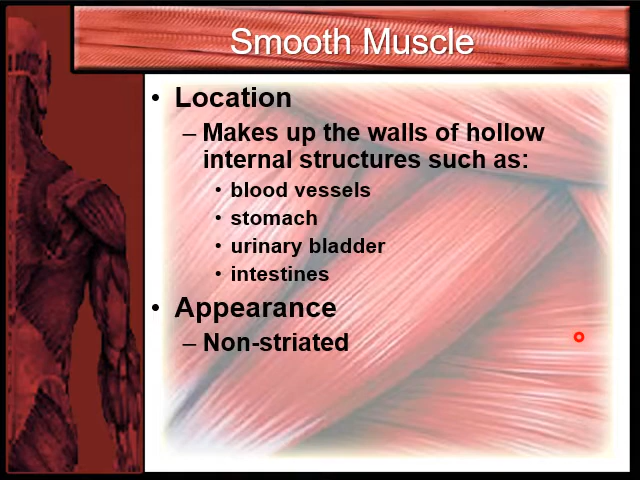 Smooth Muscle
• Location
– Makes up the walls of hollow
internal structures such as:
• blood vessels
• stomach
• urinary bladder
• intestines
• Appearance
– Non-striated